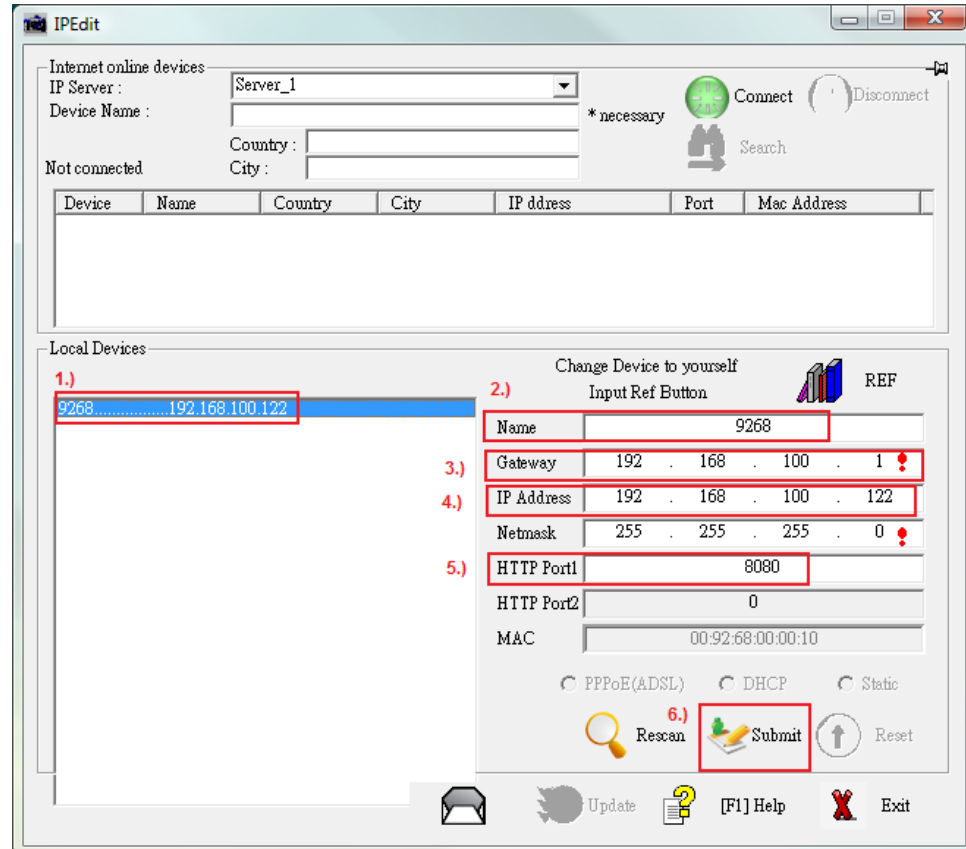 IPEdit
Internet online devices
IP Server : Server_1
Device Name : * necessary
Connect Disconnect
Country :
Search
Not connected City :
Device Name Country City IP ddress Port Mac Address
Local Devices
Change Device to yourself
Input Ref Button
REF
1.)
9268.................192.168.100.122
2.)
Name 9268
3.) Gateway 192 . 168 . 100 . 1
4.) IP Address 192 . 168 . 100 . 122
Netmask 255 . 255 . 255 . 0
5.) HTTP Port1 8080
HTTP Port2 0
MAC 00:92:68:00:00:10
PPPoE(ADSL) DHCP Static
6.)
Rescan Submit Reset
Update [F1] Help Exit